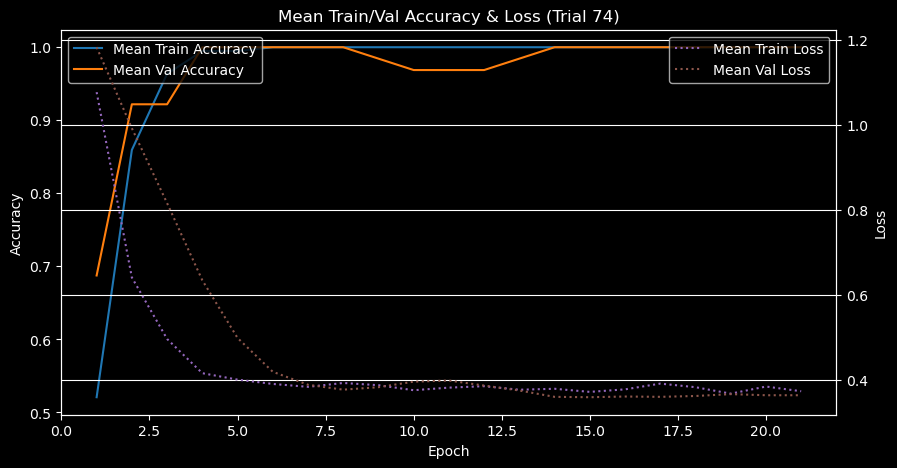 Mean Train/Val Accuracy & Loss (Trial 74)
Mean Train Accuracy
Mean Val Accuracy
Mean Train Loss
Mean Val Loss
1.0
0.9
0.8
0.7
0.6
0.5
Accuracy
1.2
1.0
0.8
0.6
0.4
Loss
0.0 2.5 5.0 7.5 10.0 12.5 15.0 17.5 20.0
Epoch